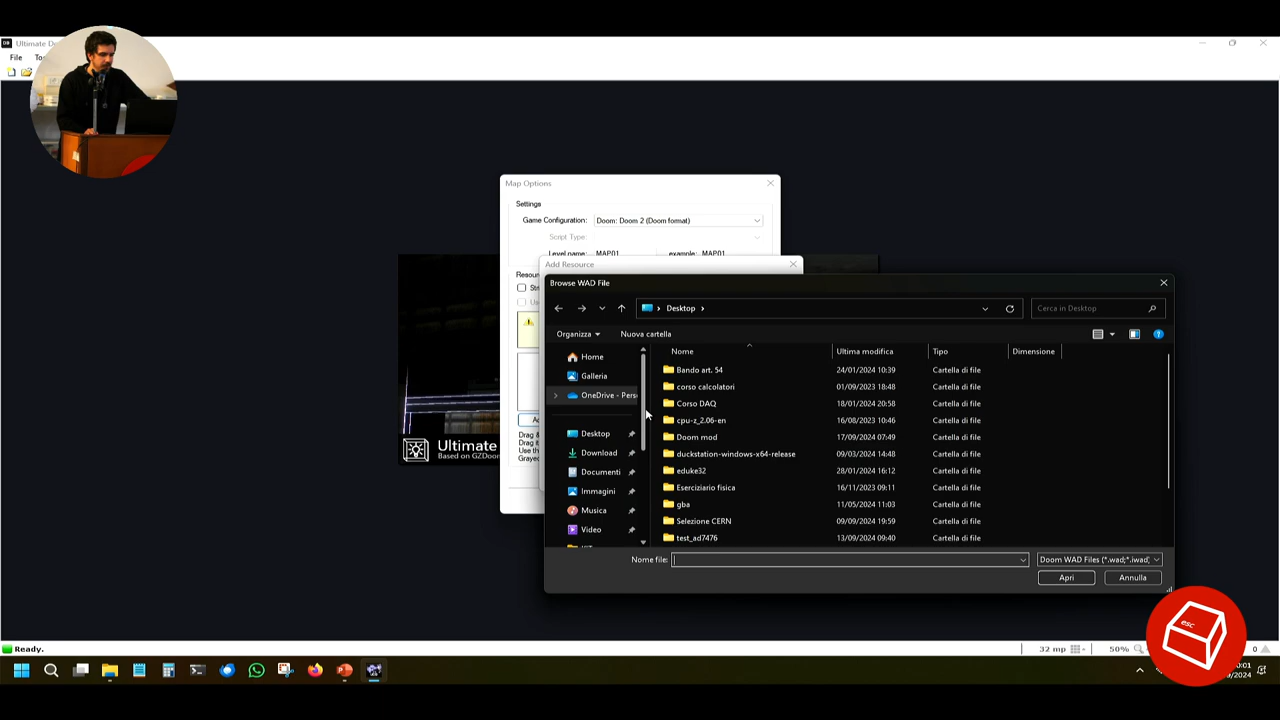 Ultimate D
File To
Map Options
Settings
Game Configuration: Doom: Doom 2 (Doom format)
Script Type:
Level name: MAP01 example: MAP01
Add Resource
Browse WAD File
Desktop
Cerca in Desktop
Organizza Nuova cartella
Nome Ultima modifica Tipo Dimensione
Home
Galleria
OneDrive - Pers
Desktop
Download
Documenti
Immagini
Musica
Video
Bando art. 54 24/01/2024 10:39 Cartella di file
corso calcolatori 01/09/2023 18:48 Cartella di file
Corso DAQ 18/01/2024 20:58 Cartella di file
cpu-z_2.06-en 16/08/2023 10:46 Cartella di file
Doom mod 17/09/2024 07:49 Cartella di file
duckstation-windows-x64-release 09/03/2024 14:48 Cartella di file
eduke32 28/01/2024 16:12 Cartella di file
Eserciziario fisica 16/11/2023 09:11 Cartella di file
gba 11/05/2024 11:03 Cartella di file
Selezione CERN 09/09/2024 19:59 Cartella di file
test_ad7476 13/09/2024 09:40 Cartella di file
Nome file: Doom WAD Files (*.wad;*.iwad;
Apri Annulla
Ultimate
Based on GZDoo
Drag &
Drag it
Use th
Grayed
Ready. 32 mp 50% 0
esc